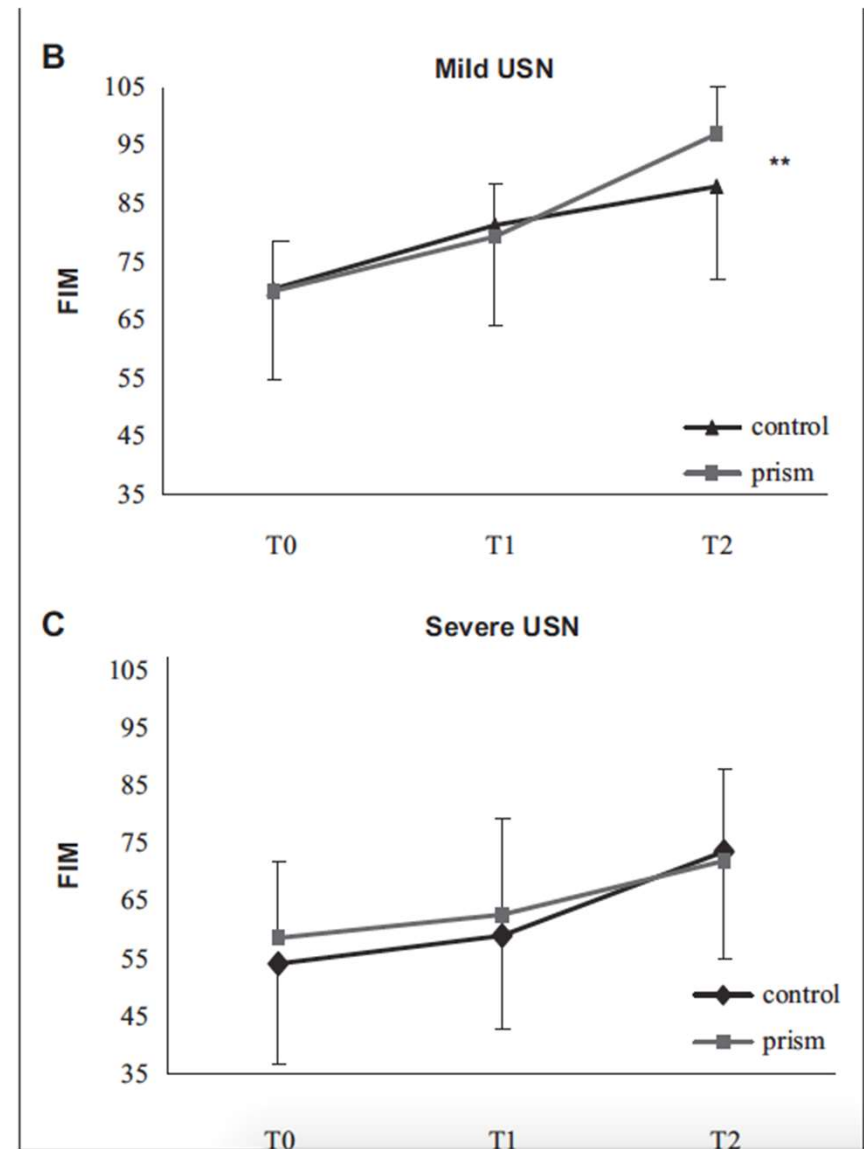 B
Mild USN
105
95
85
75
65
55
45
35
FIM
**
control
prism
T0 T1 T2
C
Severe USN
105
95
85
75
65
55
45
35
FIM
control
prism
T0 T1 T2